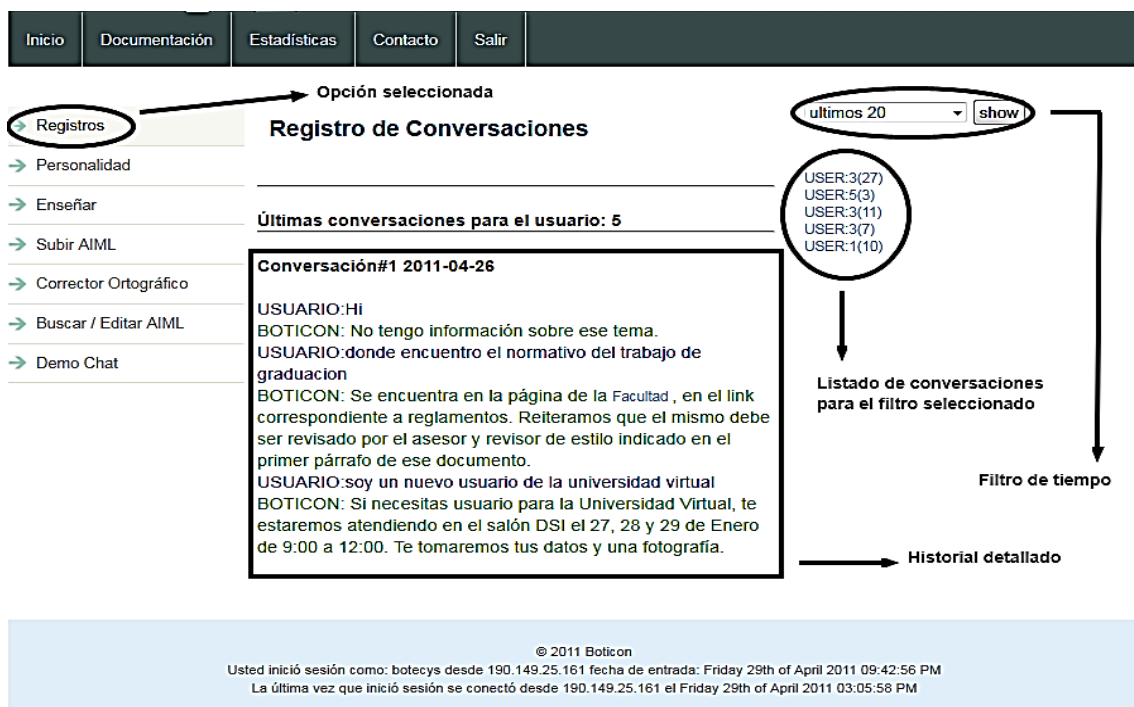 Inicio Documentación Estadísticas Contacto Salir
Opción seleccionada
Registros
Personalidad
Enseñar
Subir AIML
Corrector Ortográfico
Buscar / Editar AIML
Demo Chat
Registro de Conversaciones
ultimos 20 show
USER:3(27)
USER:5(3)
USER:3(11)
USER:3(7)
USER:1(10)
Últimas conversaciones para el usuario: 5
Conversación#1 2011-04-26
USUARIO:Hi
BOTICON: No tengo información sobre ese tema.
USUARIO:donde encuentro el normativo del trabajo de
graduacion
BOTICON: Se encuentra en la página de la Facultad , en el link
correspondiente a reglamentos. Reiteramos que el mismo debe
ser revisado por el asesor y revisor de estilo indicado en el
primer párrafo de ese documento.
USUARIO:soy un nuevo usuario de la universidad virtual
BOTICON: Si necesitas usuario para la Universidad Virtual, te
estaremos atendiendo en el salón DSI el 27, 28 y 29 de Enero
de 9:00 a 12:00. Te tomaremos tus datos y una fotografía.
Listado de conversaciones
para el filtro seleccionado
Filtro de tiempo
Historial detallado
© 2011 Boticon
Usted inició sesión como: botecys desde 190.149.25.161 fecha de entrada: Friday 29th of April 2011 09:42:56 PM
La última vez que inició sesión se conectó desde 190.149.25.161 el Friday 29th of April 2011 03:05:58 PM